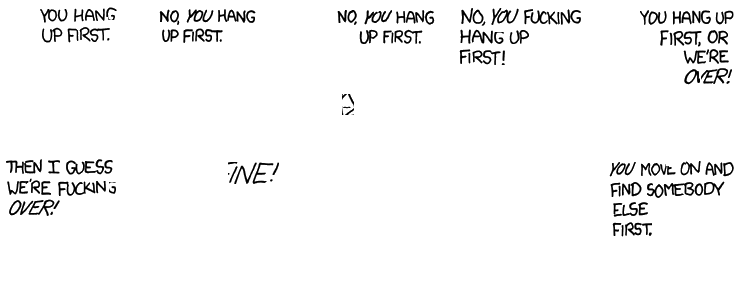 YOU HANG
UP FIRST.
NO, YOU HANG
UP FIRST.
NO, YOU HANG
UP FIRST.
NO, YOU FUCKING
HANG UP
FIRST!
YOU HANG UP
FIRST, OR
WE'RE
OVER!
THEN I GUESS
WE'RE FUCKING
OVER!
FINE!
YOU MOVE ON AND
FIND SOMEBODY
ELSE
FIRST.